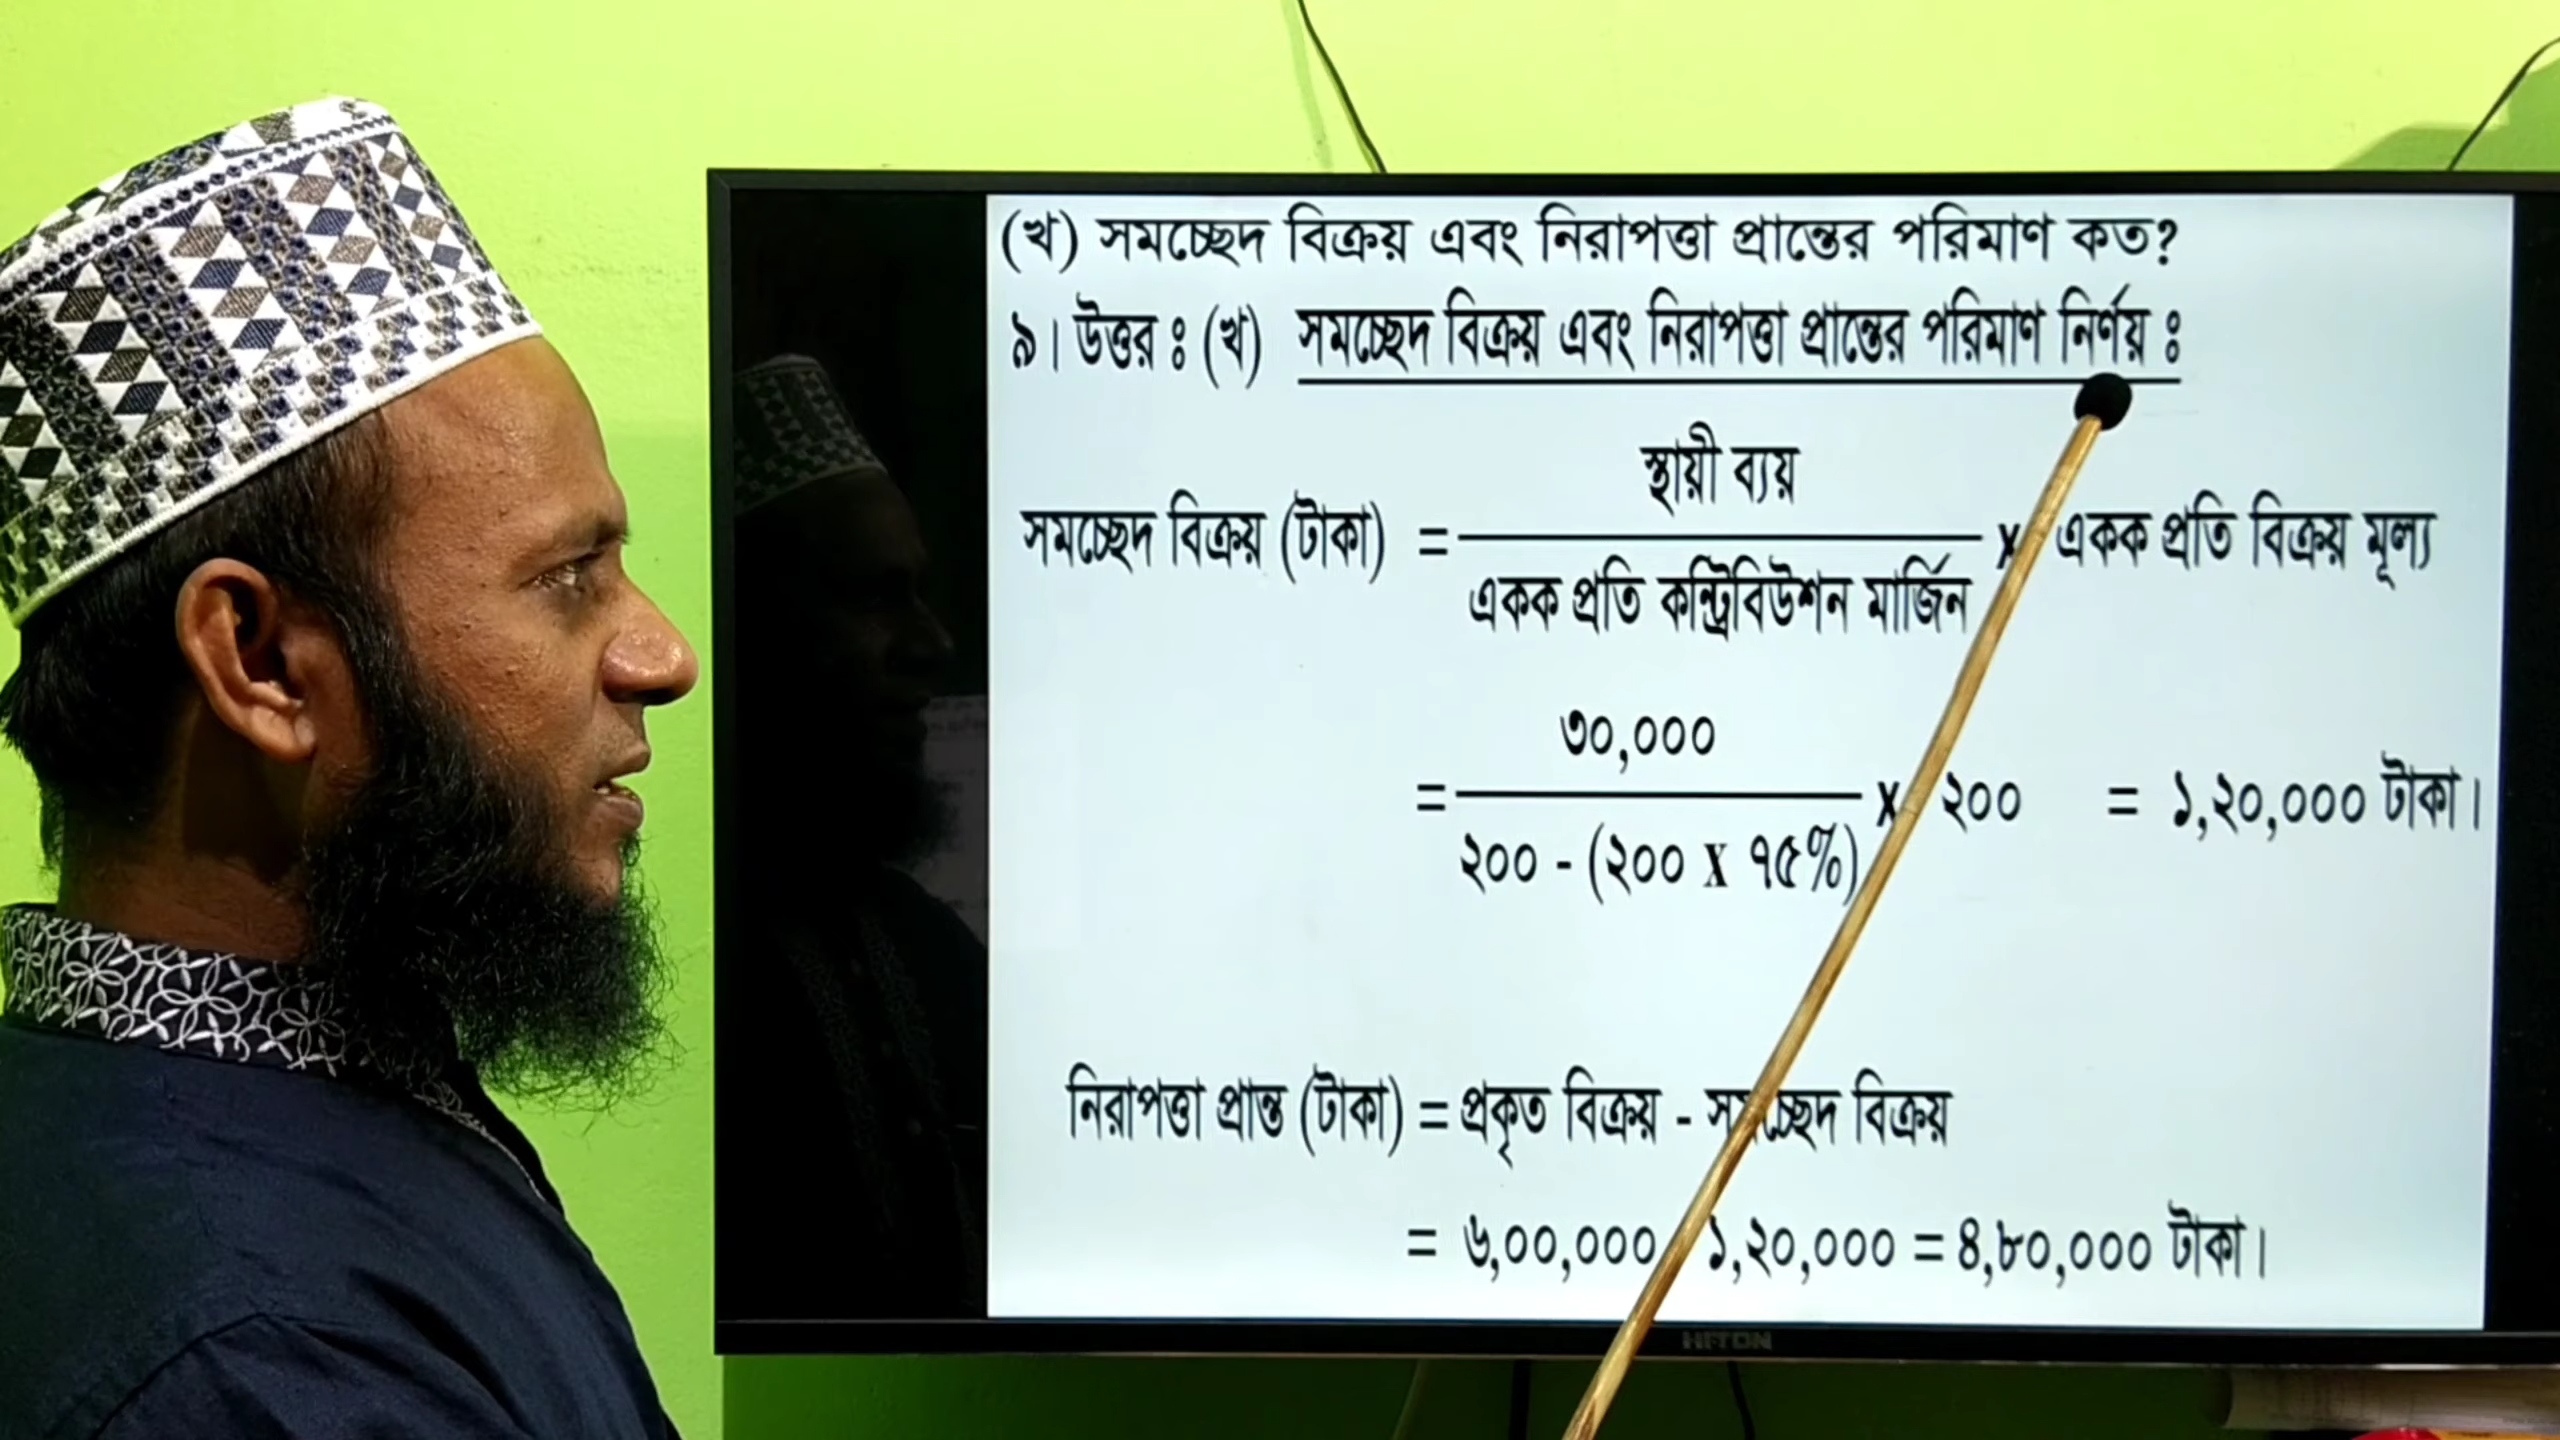 (খ) সমচ্ছেদ বিক্রয় এবং নিরাপত্তা প্রান্তের পরিমাণ কত?
৯। উত্তর ঃ (খ) সমচ্ছেদ বিক্রয় এবং নিরাপত্তা প্রান্তের পরিমাণ নির্ণয় ঃ
স্থায়ী ব্যয়
সমচ্ছেদ বিক্রয় (টাকা) = x একক প্রতি বিক্রয় মূল্য
একক প্রতি কন্ট্রিবিউশন মার্জিন
৩০,০০০
= x ২০০ = ১,২০,০০০ টাকা।
২০০ - (২০০ x ৭৫%)
নিরাপত্তা প্রান্ত (টাকা) = প্রকৃত বিক্রয় - সমচ্ছেদ বিক্রয়
= ৬,০০,০০০ ১,২০,০০০ = ৪,৮০,০০০ টাকা।
HITON